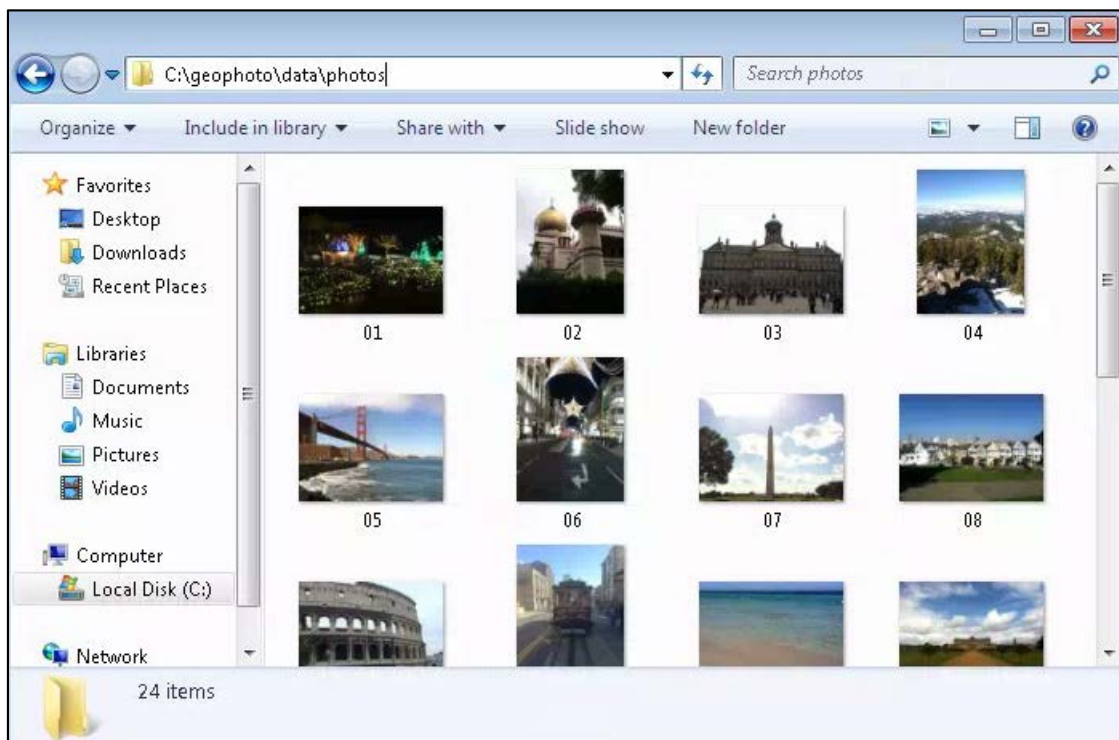 C:\geophoto\data\photos
Search photos
Organize
Include in library
Share with
Slide show
New folder
Favorites
Desktop
Downloads
Recent Places
Libraries
Documents
Music
Pictures
Videos
Computer
Local Disk (C:)
Network
01
02
03
04
05
06
07
08
24 items